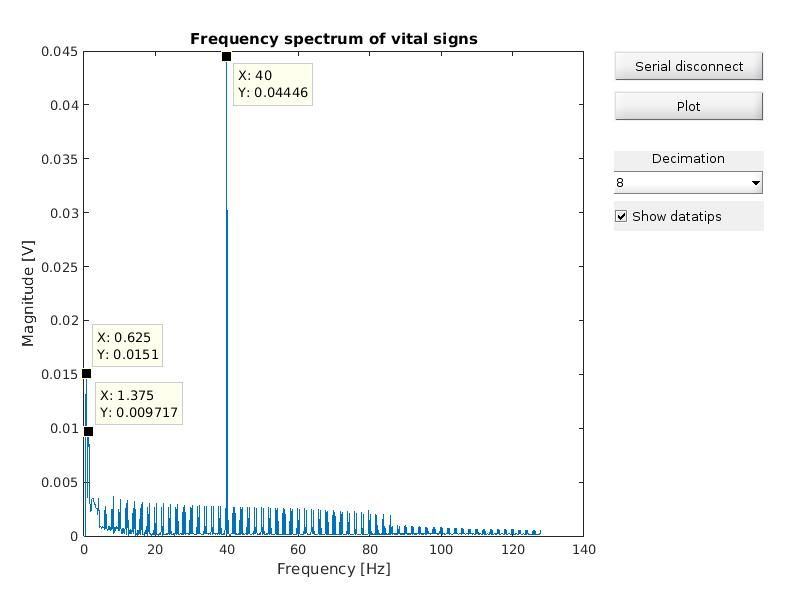 Frequency spectrum of vital signs
0.045
0.04
0.035
0.03
0.025
0.02
0.015
0.01
0.005
0
Magnitude [V]
X: 40
Y: 0.04446
X: 0.625
Y: 0.0151
X: 1.375
Y: 0.009717
0 20 40 60 80 100 120 140
Frequency [Hz]
Serial disconnect
Plot
Decimation
8
Show datatips